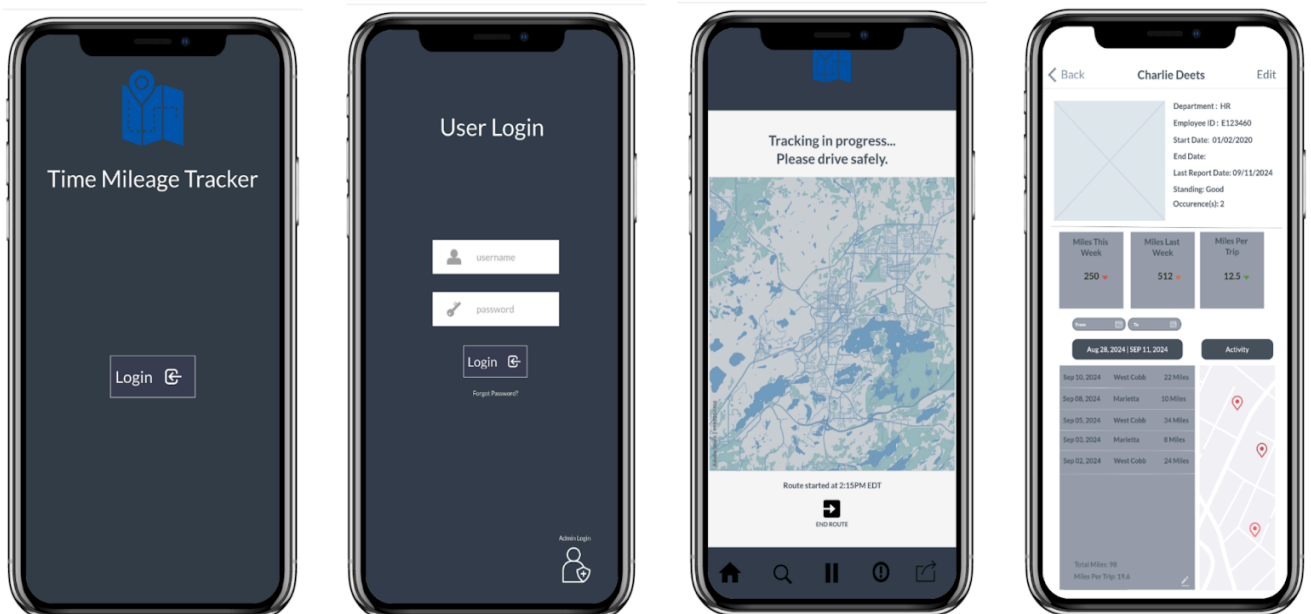 Time Mileage Tracker
Login
User Login
username
password
Login
Forgot Password?
Admin Login
Tracking in progress...
Please drive safely.
Route started at 2:15PM EDT
END ROUTE
Back
Charlie Deets
Edit
Department : HR
Employee ID : E123460
Start Date: 01/02/2020
End Date:
Last Report Date: 09/11/2024
Standing: Good
Occurence(s): 2
Miles This
Week
250
Miles Last
Week
512
Miles Per
Trip
12.5
From
To
Aug 28, 2024 | SEP 11, 2024
Activity
Sep 10, 2024 West Cobb 22 Miles
Sep 08, 2024 Marietta 10 Miles
Sep 05, 2024 West Cobb 34 Miles
Sep 03, 2024 Marietta 8 Miles
Sep 02, 2024 West Cobb 24 Miles
Total Miles: 98
Miles Per Trip: 19.6